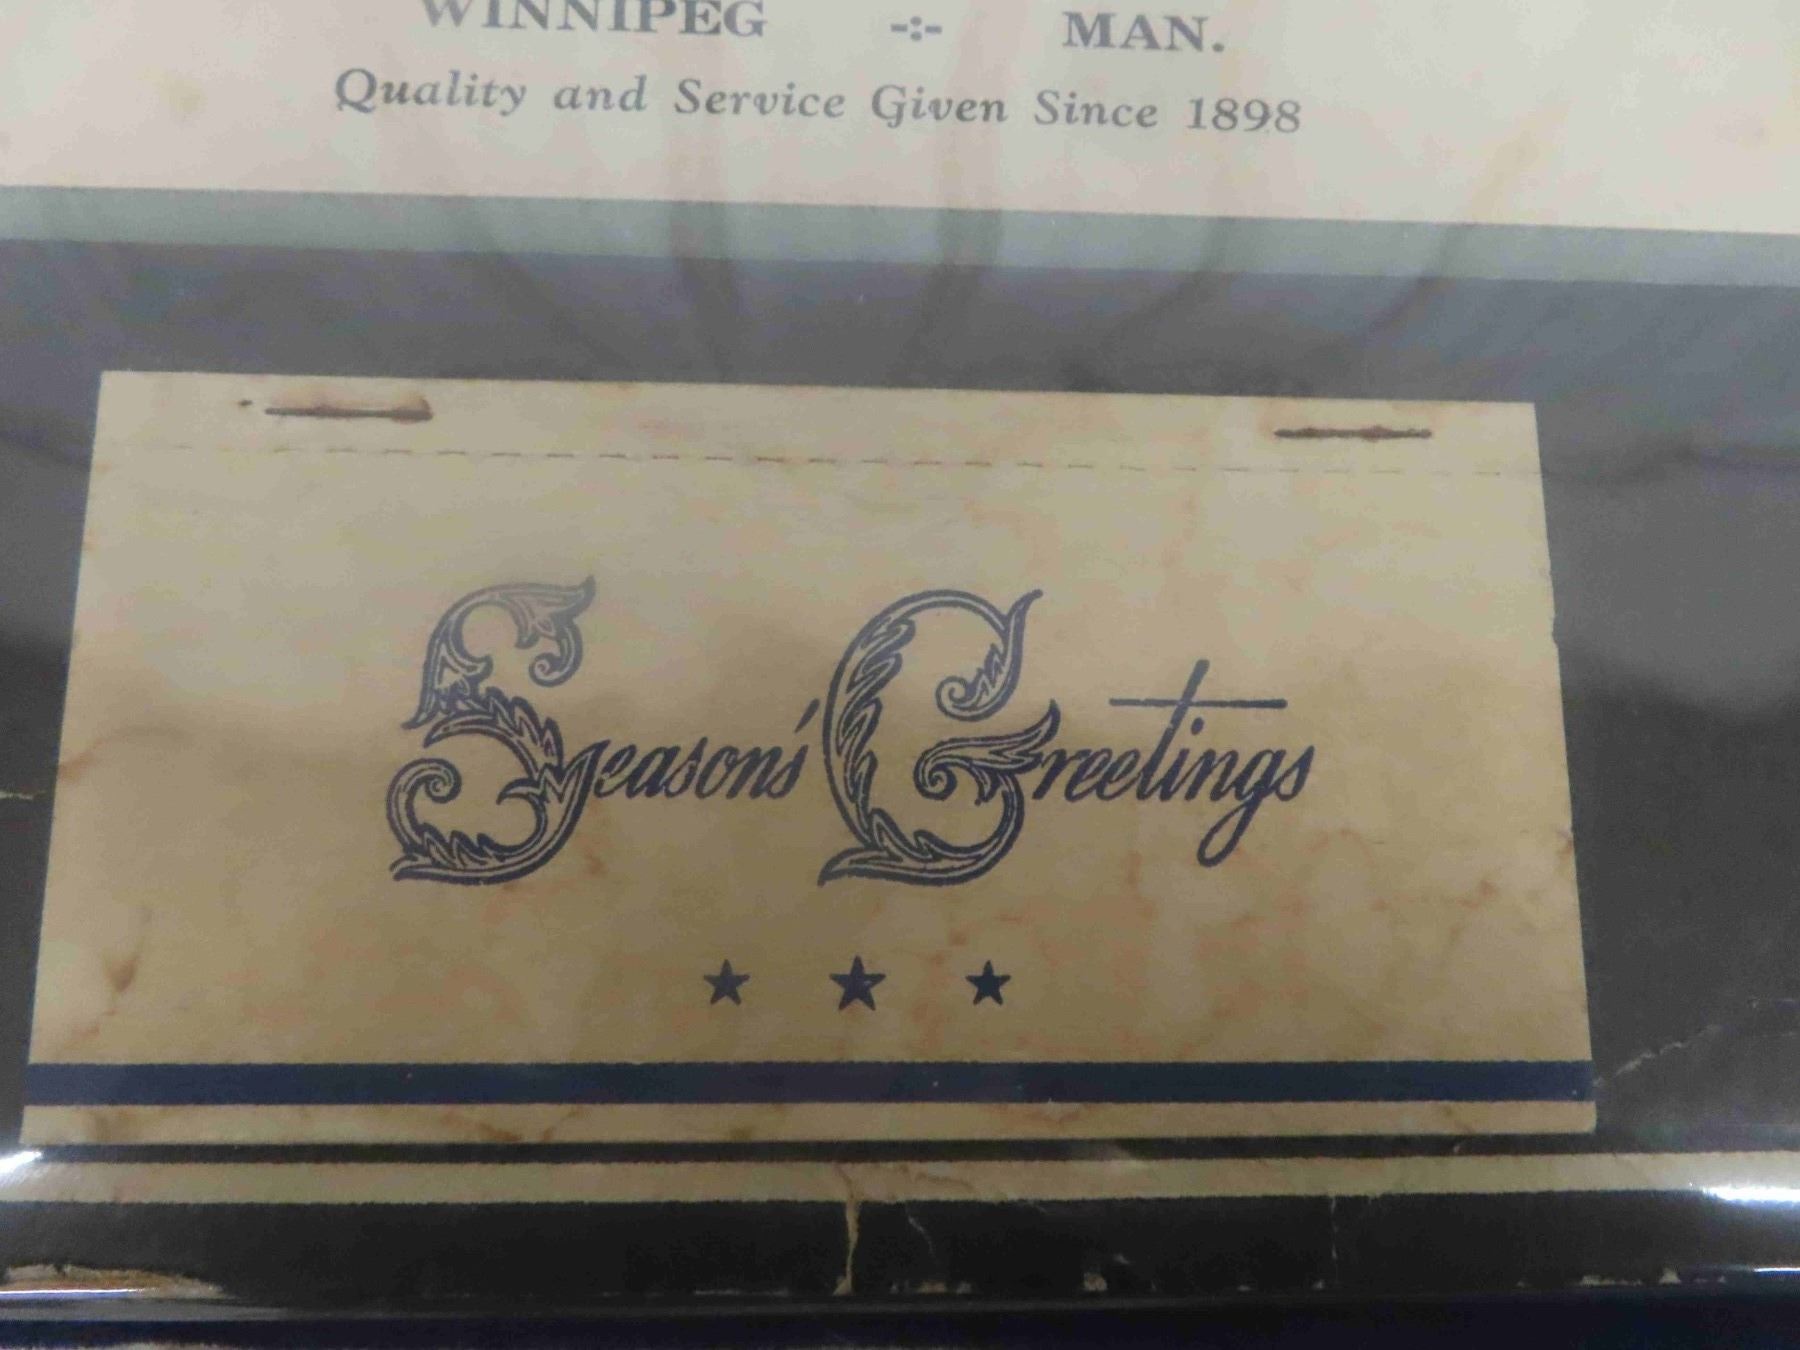 WINNIPEG -:- MAN.
Quality and Service Given Since 1898
Seasons' Greetings